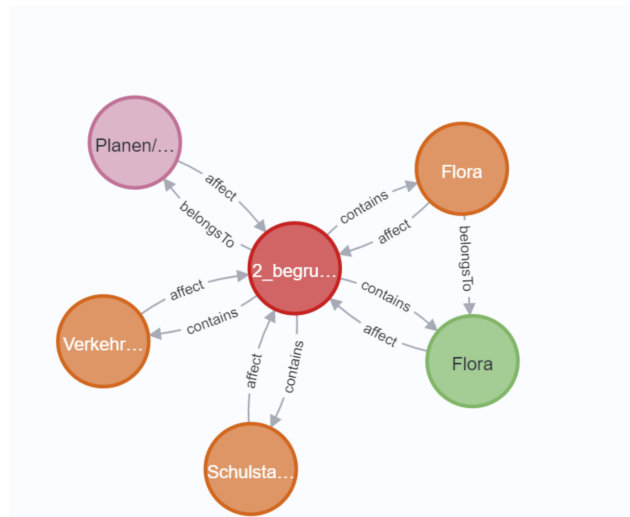 Planen/...
affect
belongsTo
Flora
contains
affect
belongsTo
2_begru...
affect
contains
Verkehr...
contains
affect
Flora
affect
contains
Schulsta...